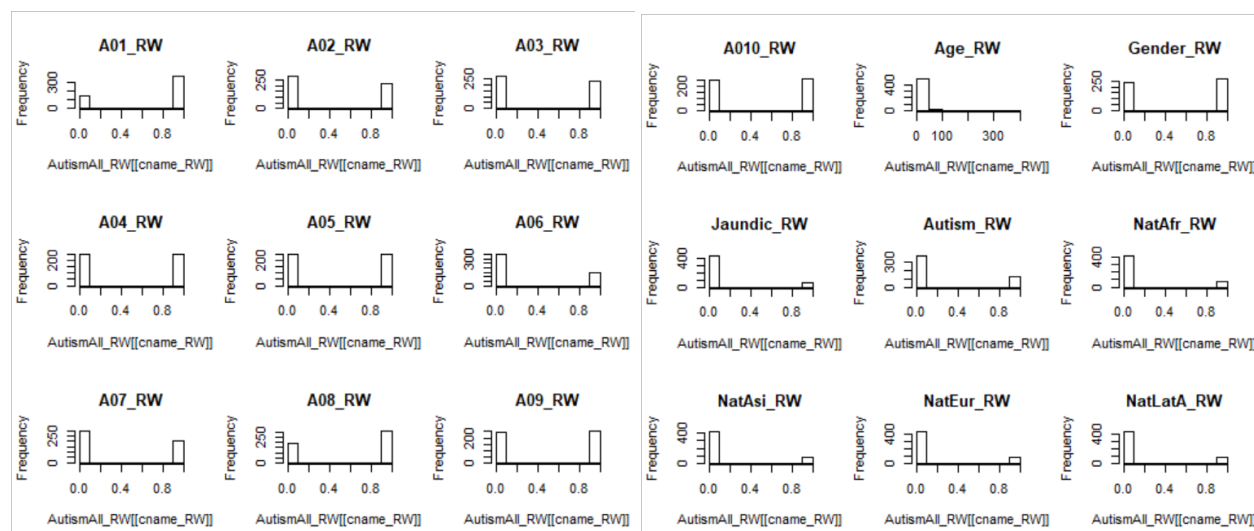 A01_RW A02_RW A03_RW
Frequency 0 300 Frequency 0 250 Frequency 0 250
0.0 0.4 0.8 0.0 0.4 0.8 0.0 0.4 0.8
AutismAll_RW[[cname_RW]] AutismAll_RW[[cname_RW]] AutismAll_RW[[cname_RW]]
A04_RW A05_RW A06_RW
Frequency 0 200 Frequency 0 200 Frequency 0 300
0.0 0.4 0.8 0.0 0.4 0.8 0.0 0.4 0.8
AutismAll_RW[[cname_RW]] AutismAll_RW[[cname_RW]] AutismAll_RW[[cname_RW]]
A07_RW A08_RW A09_RW
Frequency 0 250 Frequency 0 250 Frequency 0 200
0.0 0.4 0.8 0.0 0.4 0.8 0.0 0.4 0.8
AutismAll_RW[[cname_RW]] AutismAll_RW[[cname_RW]] AutismAll_RW[[cname_RW]]
A010_RW Age_RW Gender_RW
Frequency 0 200 Frequency 0 400 Frequency 0 250
0.0 0.4 0.8 0 100 300 0.0 0.4 0.8
AutismAll_RW[[cname_RW]] AutismAll_RW[[cname_RW]] AutismAll_RW[[cname_RW]]
Jaundic_RW Autism_RW NatAfr_RW
Frequency 0 400 Frequency 0 300 Frequency 0 400
0.0 0.4 0.8 0.0 0.4 0.8 0.0 0.4 0.8
AutismAll_RW[[cname_RW]] AutismAll_RW[[cname_RW]] AutismAll_RW[[cname_RW]]
NatAsi_RW NatEur_RW NatLatA_RW
Frequency 0 400 Frequency 0 400 Frequency 0 400
0.0 0.4 0.8 0.0 0.4 0.8 0.0 0.4 0.8
AutismAll_RW[[cname_RW]] AutismAll_RW[[cname_RW]] AutismAll_RW[[cname_RW]]